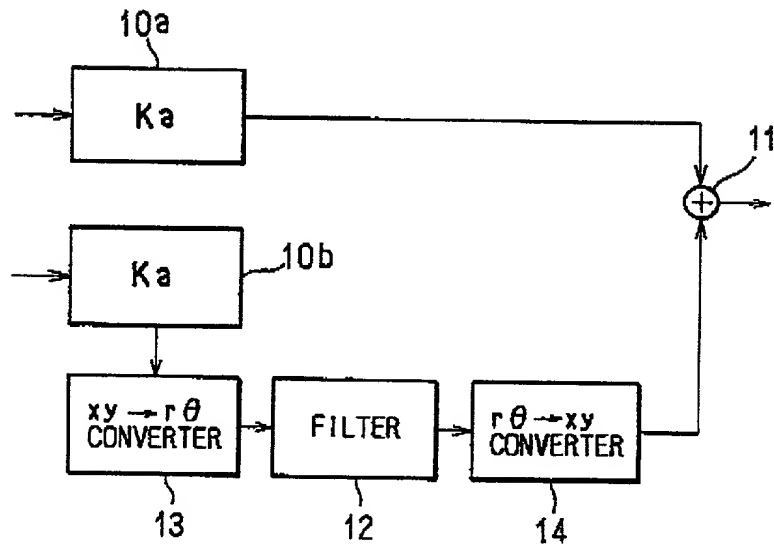 10a
Ka
11
+
Ka
10b
xy→rθ
CONVERTER
FILTER
rθ→xy
CONVERTER
13
12
14